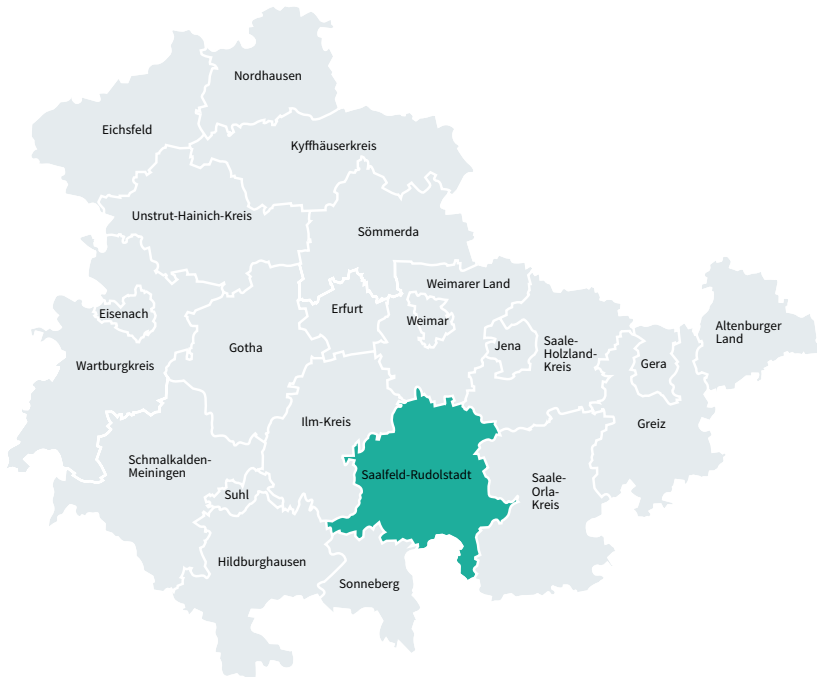 Nordhausen
Eichsfeld
Kyffhäuserkreis
Unstrut-Hainich-Kreis
Sömmerda
Weimarer Land
Eisenach
Erfurt
Weimar
Altenburger
Land
Gotha
Jena
Saale-
Holzland-
Kreis
Wartburgkreis
Gera
Ilm-Kreis
Greiz
Schmalkalden-
Meiningen
Saalfeld-Rudolstadt
Saale-
Orla-
Kreis
Suhl
Hildburghausen
Sonneberg